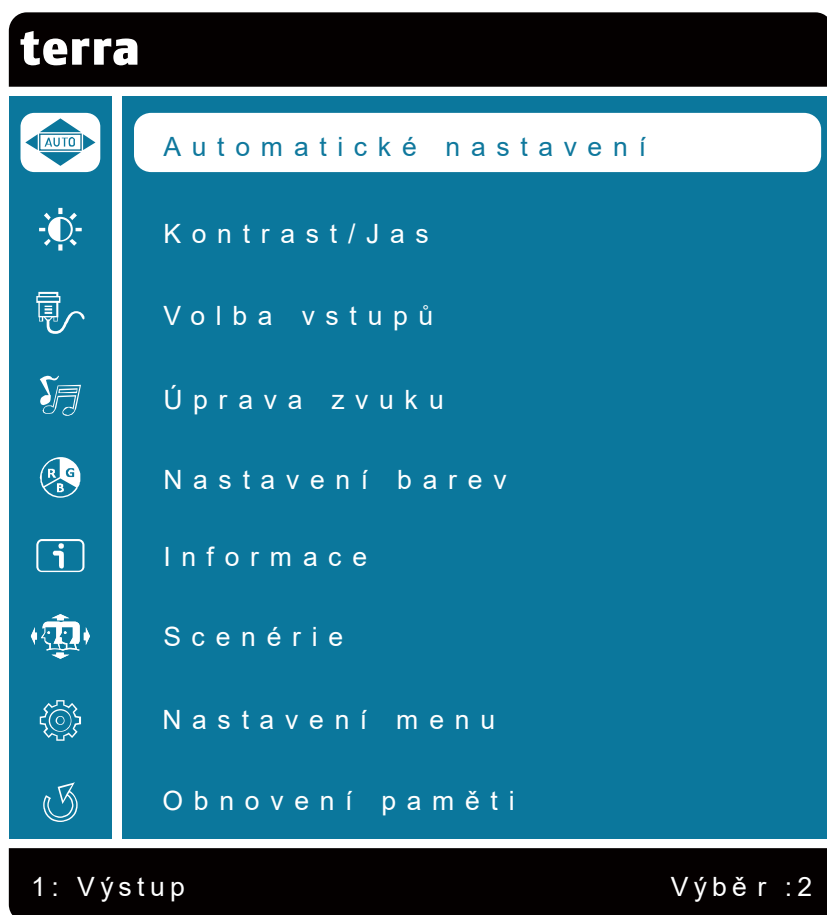 terra
AUTO
Automatické nastavení
Kontrast/Jas
Volba vstupů
Úprava zvuku
R G
B
Nastavení barev
i
Informace
Scenérie
Nastavení menu
Obnovení paměti
1: Výstup
Výběr :2